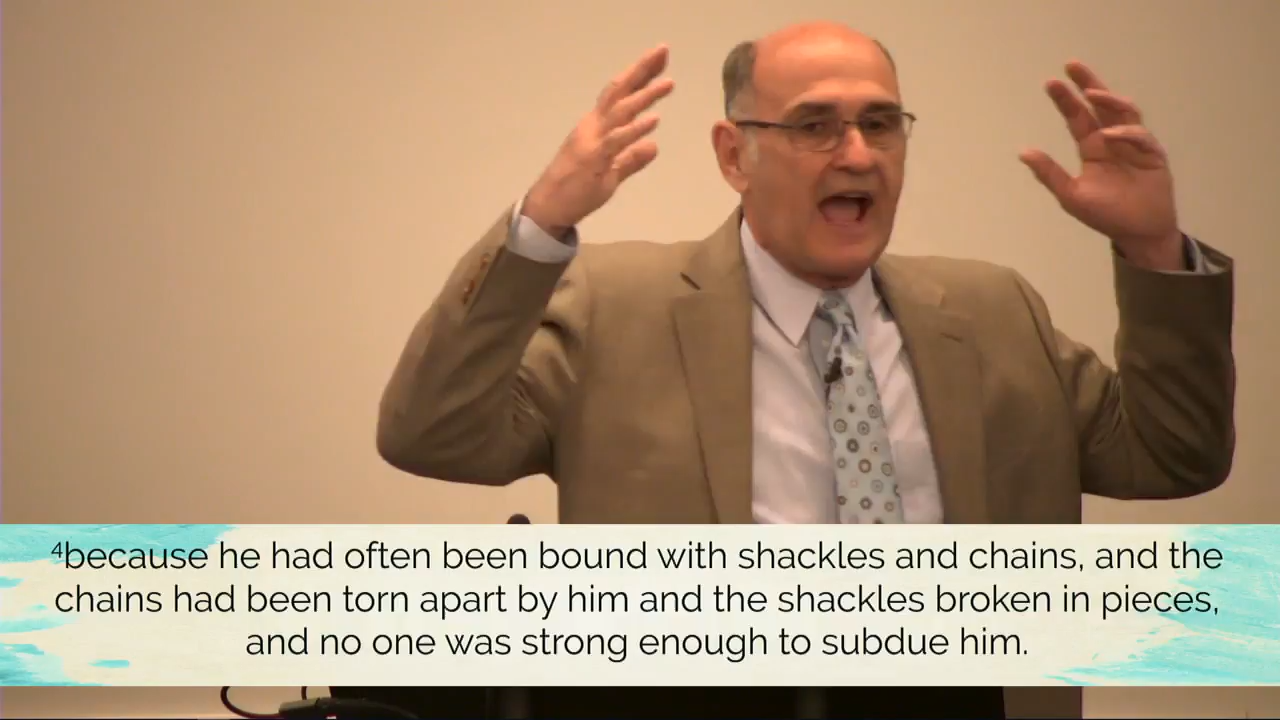 ⁴because he had often been bound with shackles and chains, and the
chains had been torn apart by him and the shackles broken in pieces,
and no one was strong enough to subdue him.